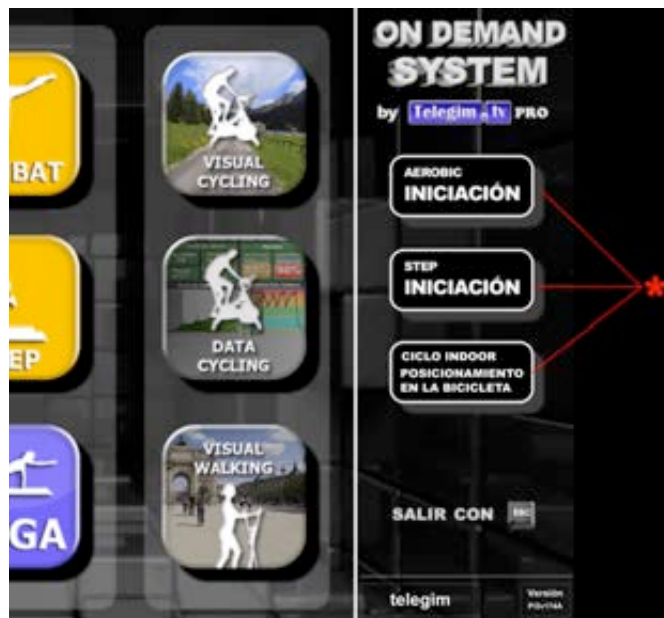 BAT
EP
GA
VISUAL
CYCLING
DATA
CYCLING
VISUAL
WALKING
ON DEMAND
SYSTEM
by Telegim.tv PRO
AEROBIC
INICIACIÓN
STEP
INICIACIÓN
*
CICLO INDOOR
POSICIONAMIENTO
EN LA BICICLETA
SALIR CON ESC
telegim
Versión